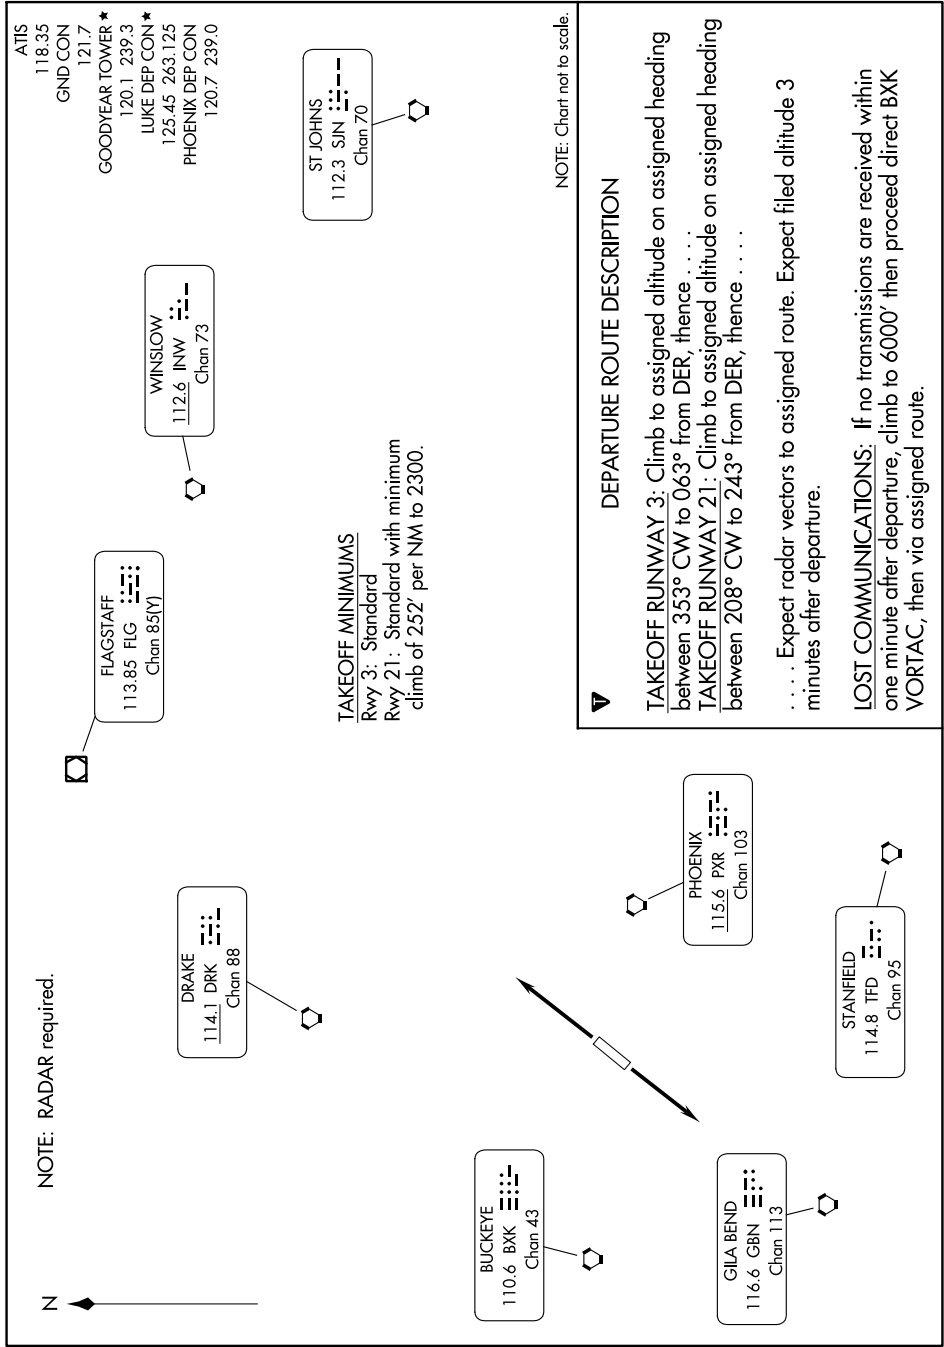 N
NOTE: RADAR required.
ATIS
118.35
GND CON
121.7
GOODYEAR TOWER★
120.1 239.3
LUKE DEP CON★
125.45 263.125
PHOENIX DEP CON
120.7 239.0
FLAGSTAFF
113.85 FLG
Chan 85(Y)
WINSLOW
112.6 INW
Chan 73
DRAKE
114.1 DRK
Chan 88
ST JOHNS
112.3 SJN
Chan 70
TAKEOFF MINIMUMS
Rwy 3: Standard
Rwy 21: Standard with minimum
climb of 252' per NM to 2300.
BUCKEYE
110.6 BXK
Chan 43
PHOENIX
115.6 PXR
Chan 103
GILA BEND
116.6 GBN
Chan 113
STANFIELD
114.8 TFD
Chan 95
NOTE: Chart not to scale.
T
DEPARTURE ROUTE DESCRIPTION
TAKEOFF RUNWAY 3: Climb to assigned altitude on assigned heading
between 353° CW to 063° from DER, thence . . . .
TAKEOFF RUNWAY 21: Climb to assigned altitude on assigned heading
between 208° CW to 243° from DER, thence . . . .
. . . . Expect radar vectors to assigned route. Expect filed altitude 3
minutes after departure.
LOST COMMUNICATIONS: If no transmissions are received within
one minute after departure, climb to 6000' then proceed direct BXK
VORTAC, then via assigned route.